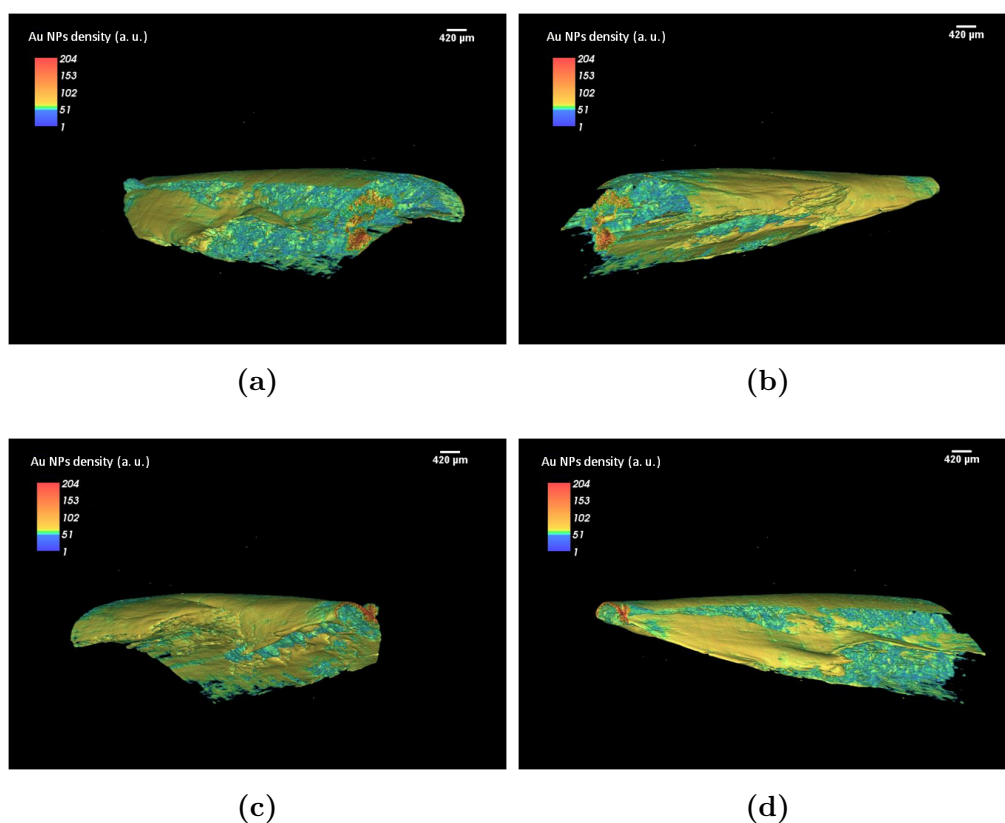 Au NPs density (a. u.)
420 µm
204
153
102
51
1
(a)
Au NPs density (a. u.)
420 µm
204
153
102
51
1
(b)
Au NPs density (a. u.)
420 µm
204
153
102
51
1
(c)
Au NPs density (a. u.)
420 µm
204
153
102
51
1
(d)